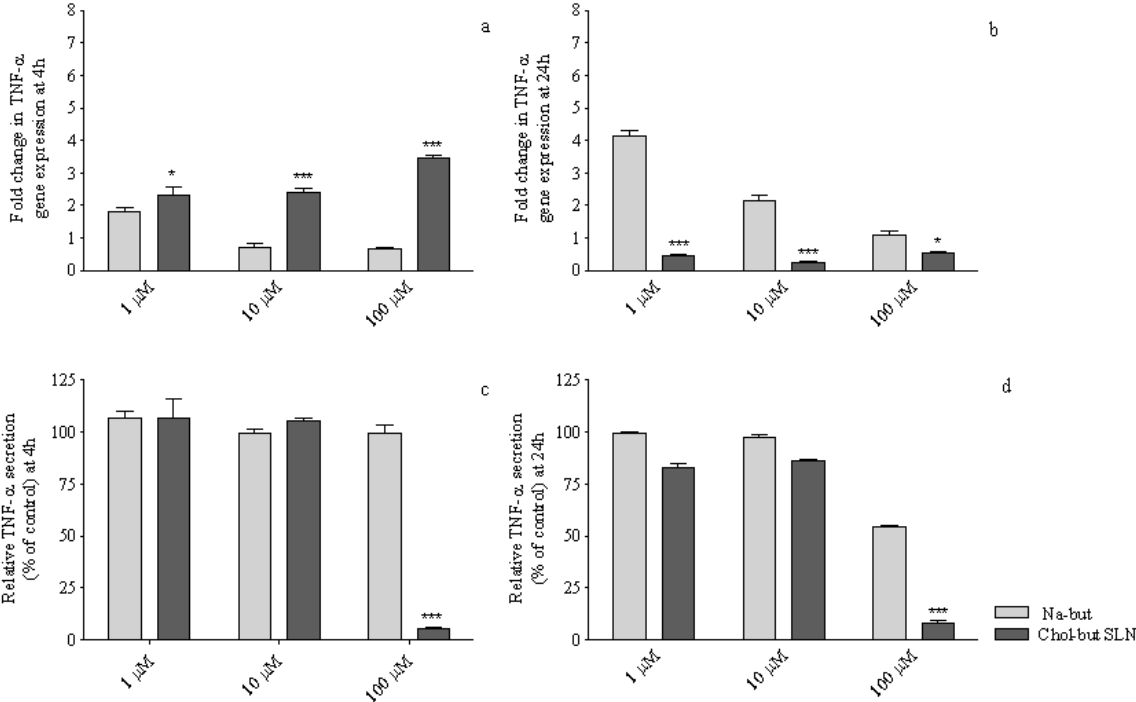 a
Fold change in TNF-α
gene expression at 4h
8
7
6
5
4
3
2
1
0
*
***
***
1 μM
10 μM
100 μM
b
Fold change in TNF-α
gene expression at 24h
8
7
6
5
4
3
2
1
0
***
***
*
1 μM
10 μM
100 μM
c
Relative TNF-α secretion
(% of control) at 4h
125
100
75
50
25
0
***
1 μM
10 μM
100 μM
d
Relative TNF-α secretion
(% of control) at 24h
125
100
75
50
25
0
***
1 μM
10 μM
100 μM
Na-but
Chol-but SLN